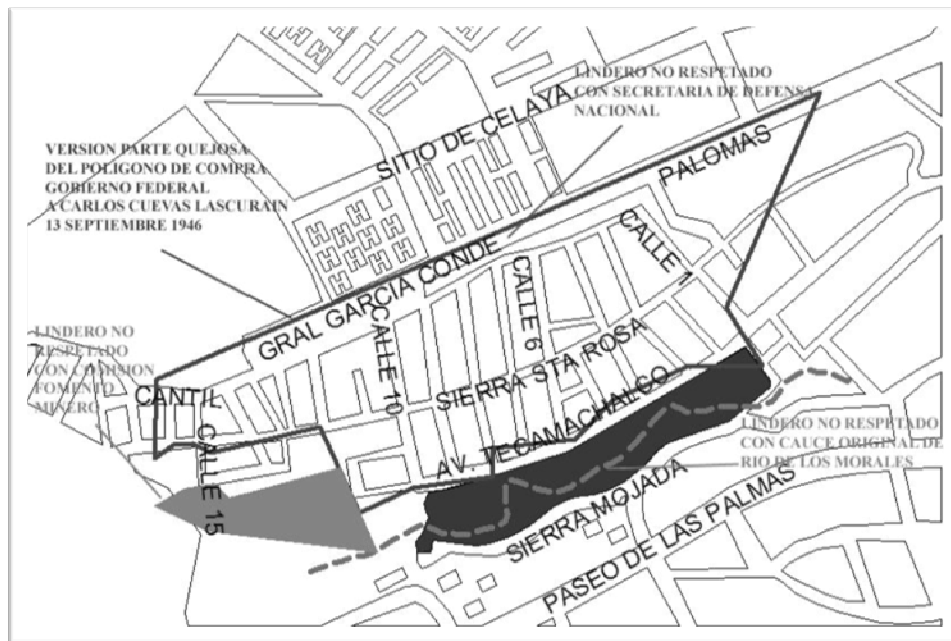 LINDERO NO RESPETADO
CON SECRETARIA DE DEFENSA
NACIONAL
SITIO DE CELAYA
PALOMAS
VERSION PARTE QUEJOSA
DEL POLIGONO DE COMPRA
GOBIERNO FEDERAL
A CARLOS CUEVAS LASCURAIN
13 SEPTIEMBRE 1946
CALLE 1
GRAL GARCIA CONDE
CALLE 6
CALLE 10
LINDERO NO
RESPETADO
CON COMISION
FOMENTO
MINERO
SIERRA STA ROSA
CANTIL
AV. TECAMACHALCO
CALLE 15
LINDERO NO RESPETADO
CON CAUCE ORIGINAL DE
RIO DE LOS MORALES
SIERRA MOJADA
PASEO DE LAS PALMAS